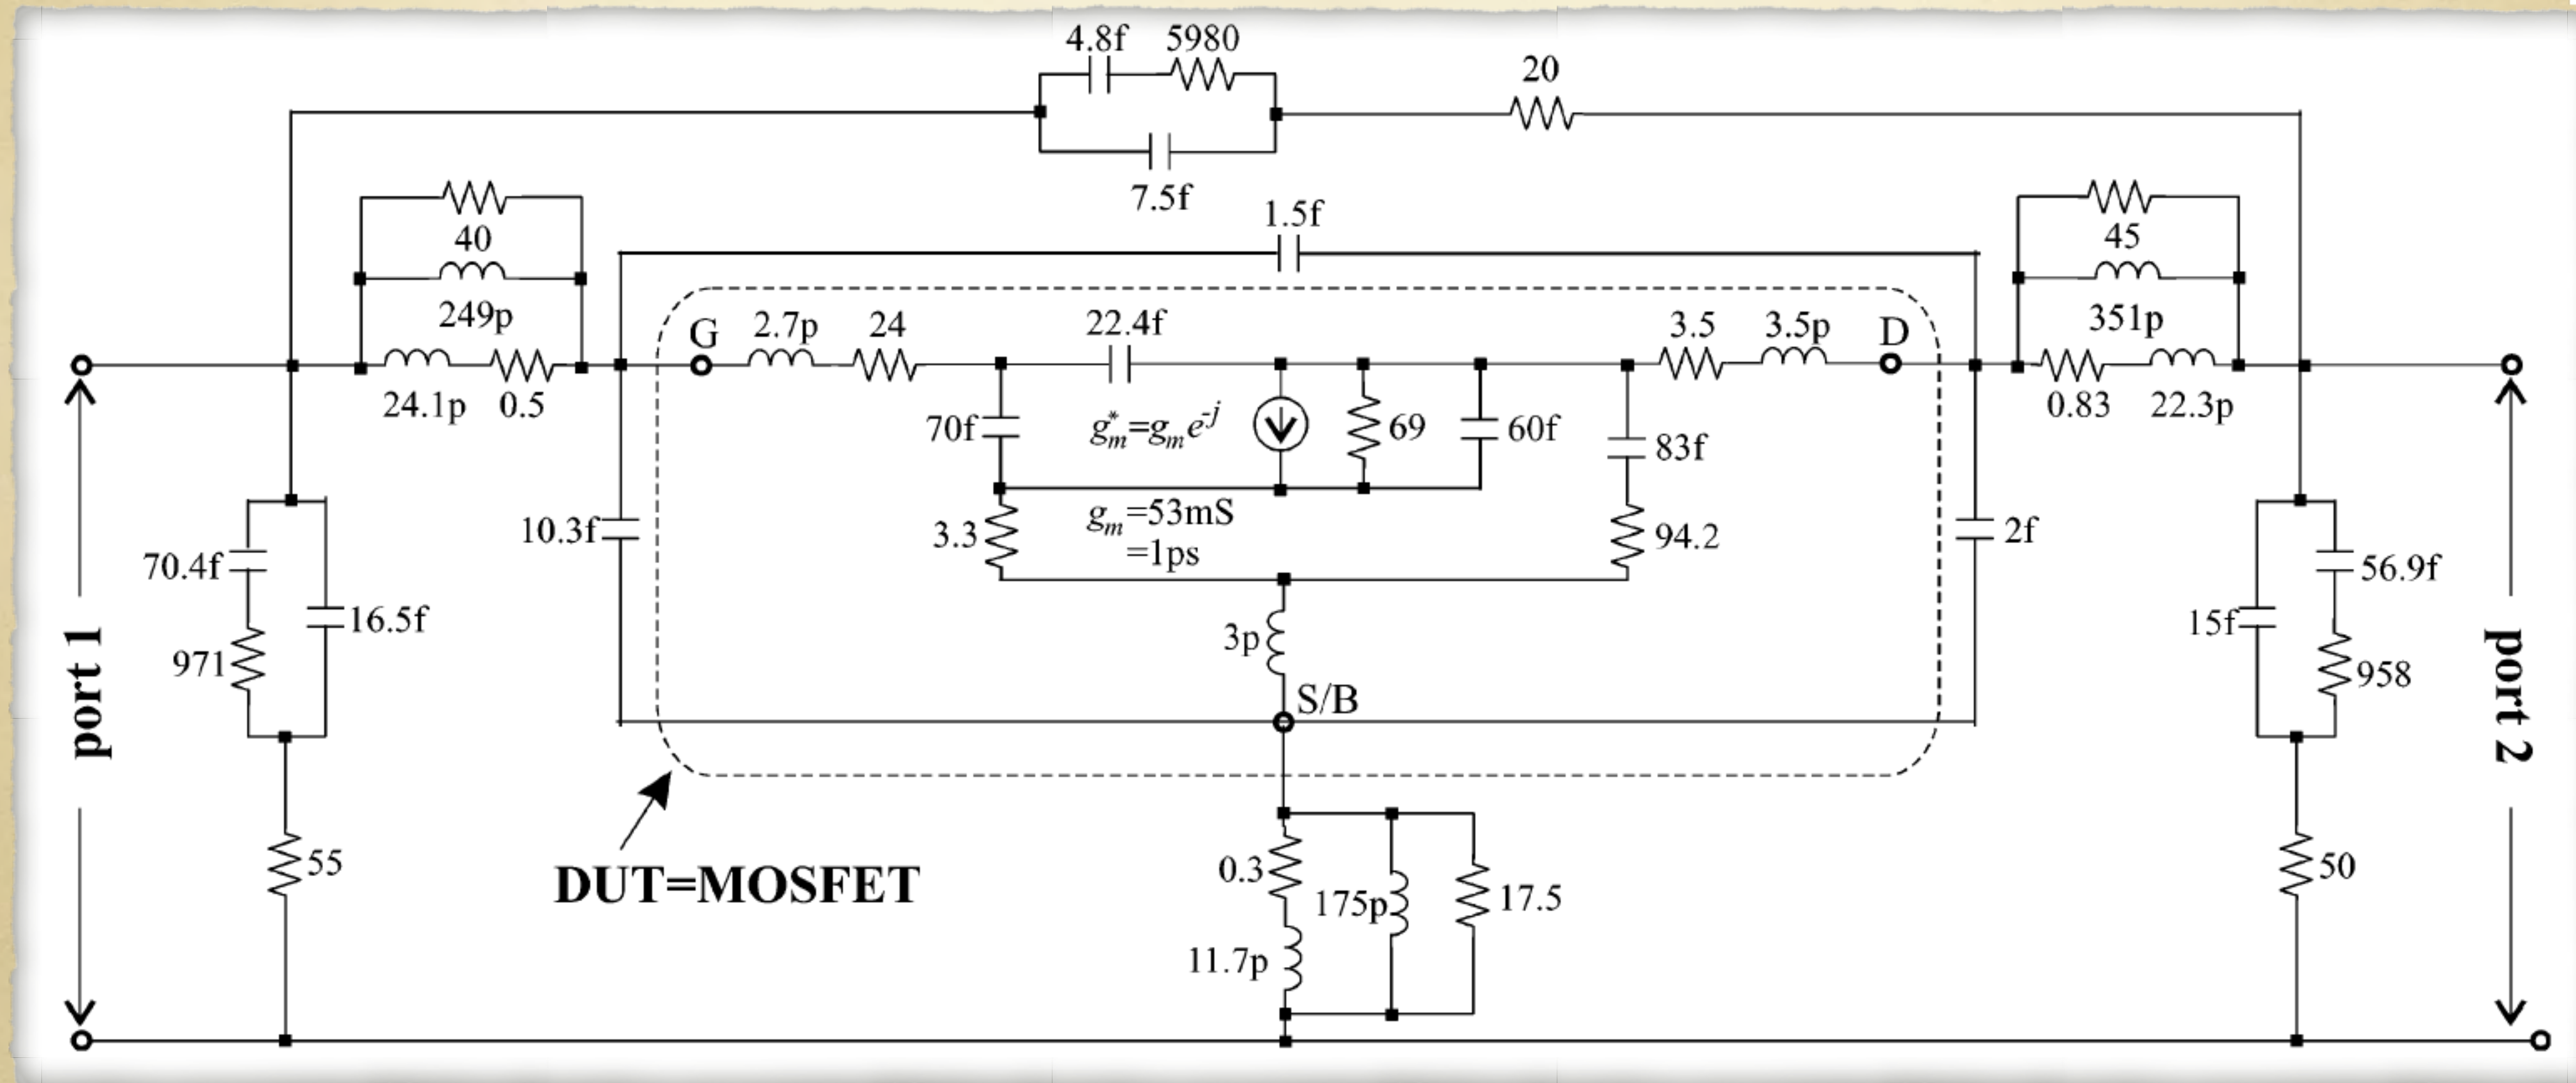 4.8f 5980
20
7.5f
1.5f
40
45
249p
351p
G 2.7p 24 22.4f 3.5 3.5p D
24.1p 0.5
0.83 22.3p
70f g*m=gme-j 69 60f 83f
3.3 gm=53mS 94.2
=1ps
10.3f 2f
70.4f 16.5f
971
15f 56.9f
958
3p
S/B
port 1
port 2
55
50
DUT=MOSFET
0.3 175p 17.5
11.7p